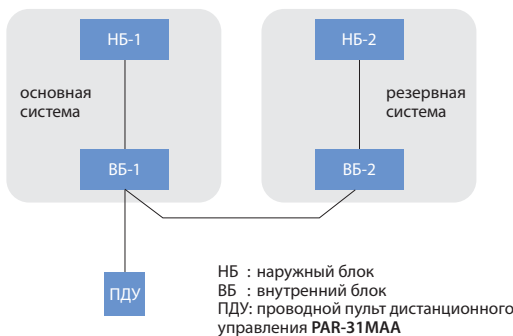 НБ-1
НБ-2
основная
система
резервная
система
ВБ-1
ВБ-2
ПДУ
НБ : наружный блок
ВБ : внутренний блок
ПДУ: проводной пульт дистанционного
управления PAR-31MAA